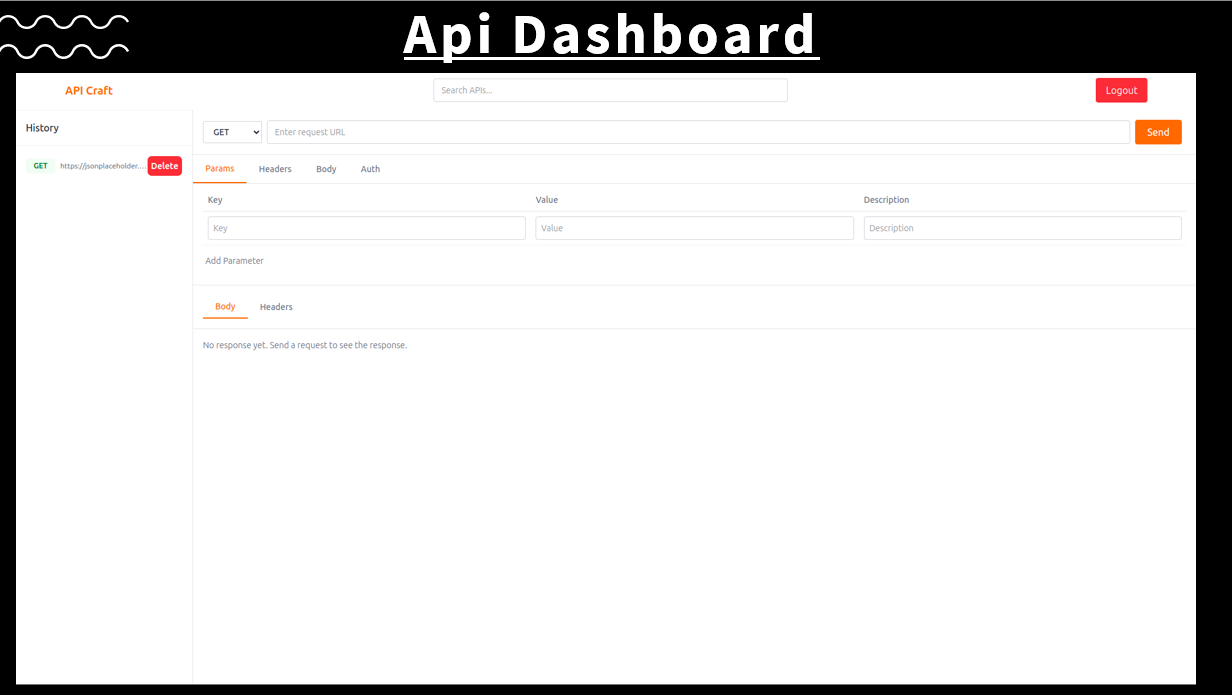 Api Dashboard
API Craft
Search APIs...
Logout
History
GET
Enter request URL
Send
GET https://jsonplaceholder.... Delete
Params Headers Body Auth
Key Value Description
Key Value Description
Add Parameter
Body Headers
No response yet. Send a request to see the response.